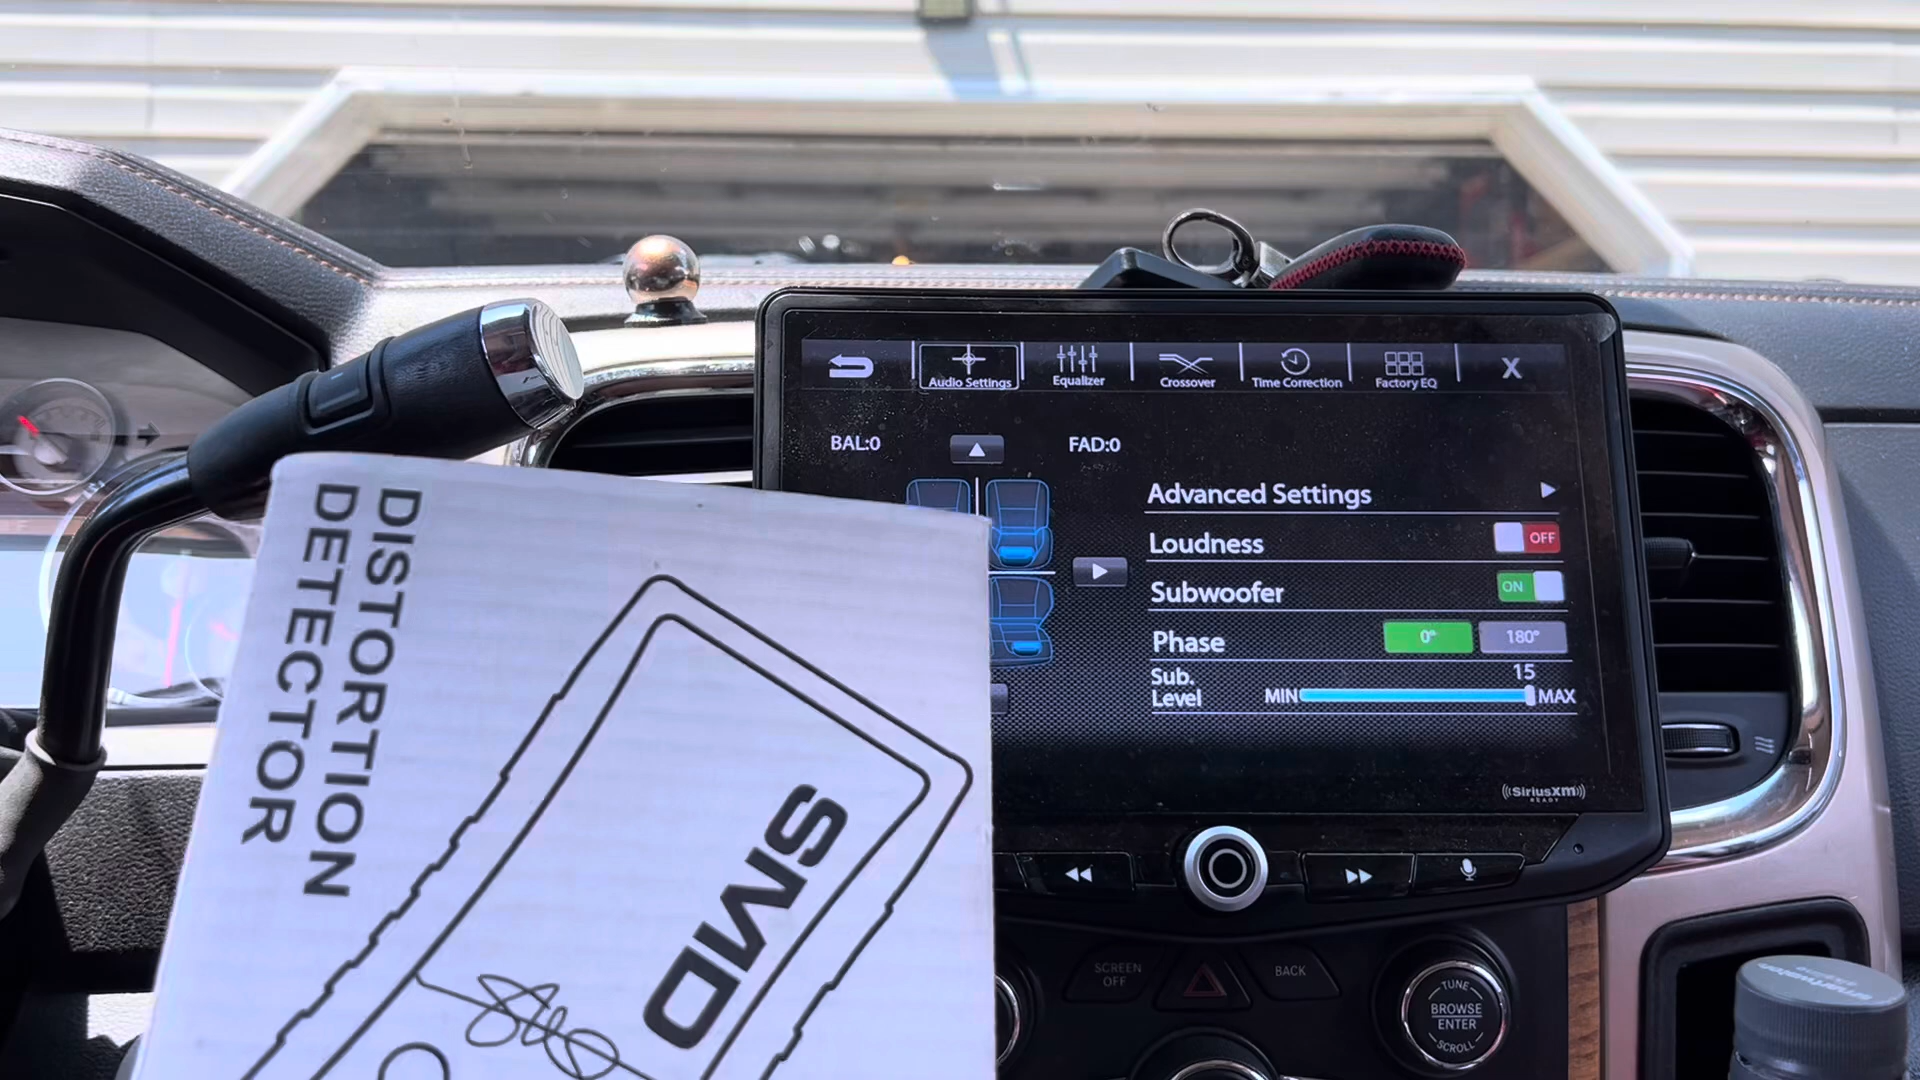 Audio Settings
Equalizer
Crossover
Time Correction
Factory EQ
X
BAL:0
FAD:0
Advanced Settings
Loudness
OFF
Subwoofer
ON
Phase
0°
180°
Sub.
Level
15
MIN
MAX
((SiriusXM))
READY
DISTORTION
DETECTOR
SMD
SCREEN
OFF
BACK
TUNE
BROWSE
ENTER
SCROLL